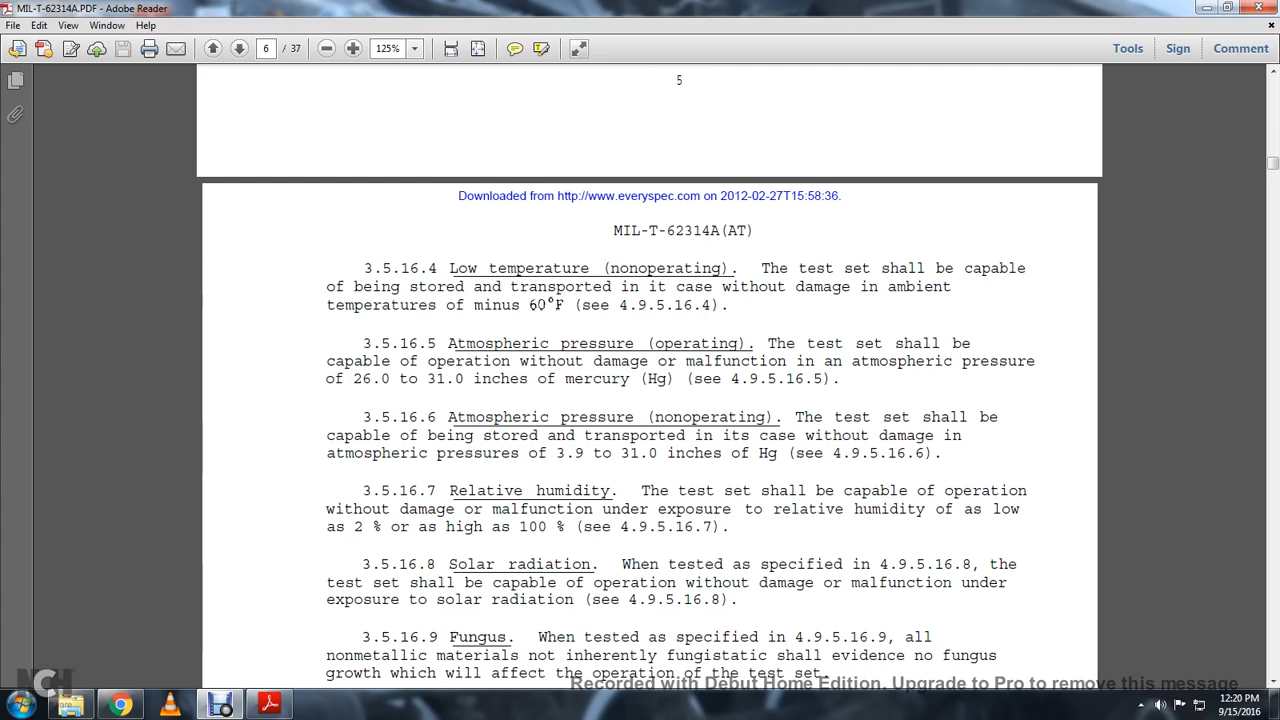 MIL-T-62314A.PDF - Adobe Reader
File Edit View Window Help
6 / 37 125% Tools Sign Comment
5
Downloaded from http://www.everyspec.com on 2012-02-27T15:58:36.
MIL-T-62314A(AT)
3.5.16.4 Low temperature (nonoperating). The test set shall be capable
of being stored and transported in it case without damage in ambient
temperatures of minus 60°F (see 4.9.5.16.4).
3.5.16.5 Atmospheric pressure (operating). The test set shall be
capable of operation without damage or malfunction in an atmospheric pressure
of 26.0 to 31.0 inches of mercury (Hg) (see 4.9.5.16.5).
3.5.16.6 Atmospheric pressure (nonoperating). The test set shall be
capable of being stored and transported in its case without damage in
atmospheric pressures of 3.9 to 31.0 inches of Hg (see 4.9.5.16.6).
3.5.16.7 Relative humidity. The test set shall be capable of operation
without damage or malfunction under exposure to relative humidity of as low
as 2 % or as high as 100 % (see 4.9.5.16.7).
3.5.16.8 Solar radiation. When tested as specified in 4.9.5.16.8, the
test set shall be capable of operation without damage or malfunction under
exposure to solar radiation (see 4.9.5.16.8).
3.5.16.9 Fungus. When tested as specified in 4.9.5.16.9, all
nonmetallic materials not inherently fungistatic shall evidence no fungus
growth which will affect the operation of the test set.
Recorded with Debut Home Edition. Upgrade to Pro to remove this message
12:20 PM
9/15/2016